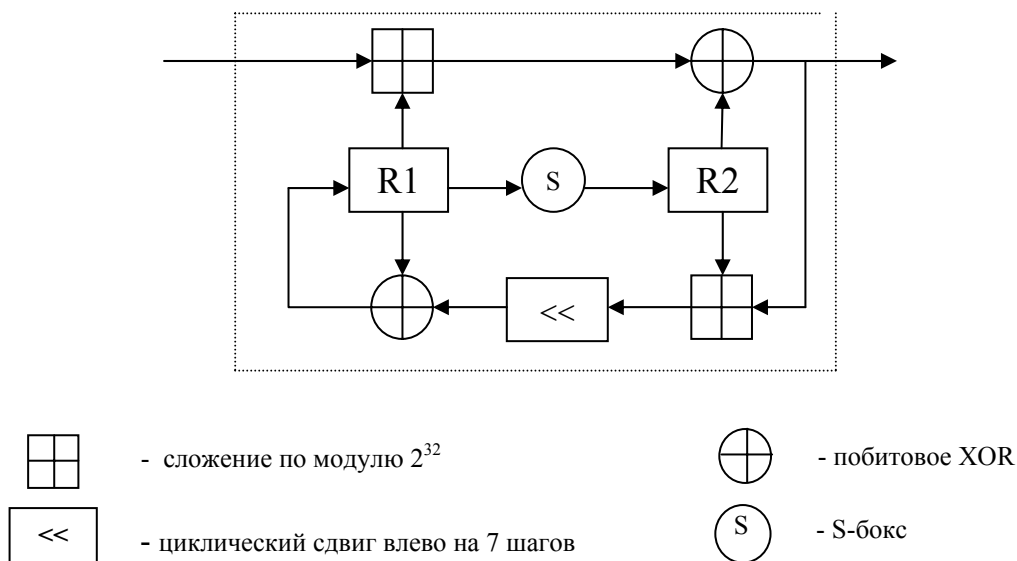 R1
S
R2
<<
- сложение по модулю 2³²
- побитовое XOR
<<
- циклический сдвиг влево на 7 шагов
S
- S-бокс